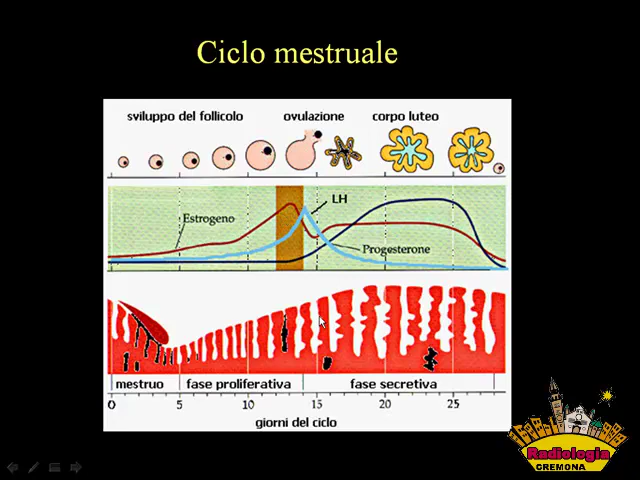 Ciclo mestruale
sviluppo del follicolo ovulazione corpo luteo
LH
Estrogeno
Progesterone
mestruo fase proliferativa fase secretiva
0 5 10 15 20 25
giorni del ciclo
Radiologia
CREMONA